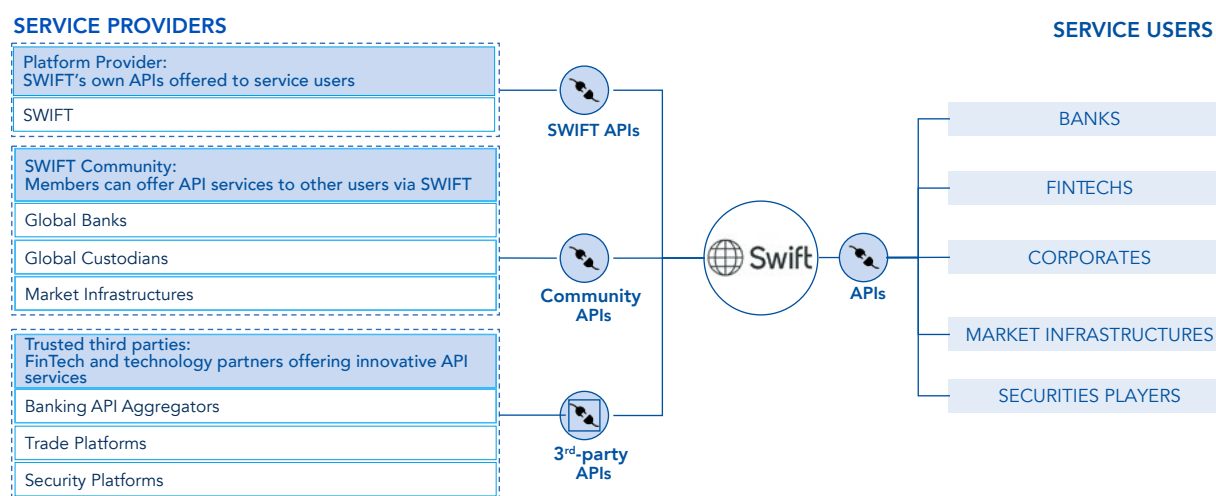 SERVICE PROVIDERS
SERVICE USERS
Platform Provider:
SWIFT's own APIs offered to service users
SWIFT
SWIFT APIs
SWIFT Community:
Members can offer API services to other users via SWIFT
Global Banks
Global Custodians
Market Infrastructures
Community
APIs
Trusted third parties:
FinTech and technology partners offering innovative API
services
Banking API Aggregators
Trade Platforms
Security Platforms
3rd-party
APIs
Swift
APIs
BANKS
FINTECHS
CORPORATES
MARKET INFRASTRUCTURES
SECURITIES PLAYERS